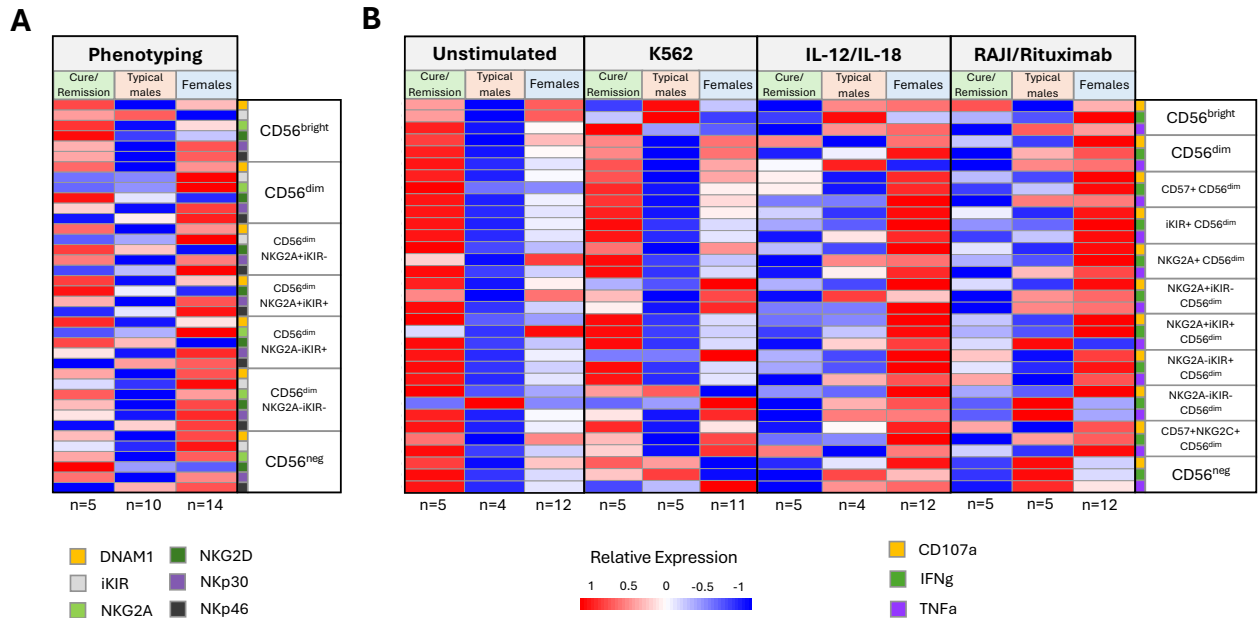 A
B
Phenotyping
Cure/
Remission
Typical
males
Females
CD56bright
CD56dim
CD56dim
NKG2A+iKIR-
CD56dim
NKG2A+iKIR+
CD56dim
NKG2A-iKIR+
CD56dim
NKG2A-iKIR-
CD56neg
n=5
n=10
n=14
DNAM1
iKIR
NKG2A
NKG2D
NKp30
NKp46
Unstimulated
K562
IL-12/IL-18
RAJI/Rituximab
Cure/
Remission
Typical
males
Females
Cure/
Remission
Typical
males
Females
Cure/
Remission
Typical
males
Females
Cure/
Remission
Typical
males
Females
CD56bright
CD56dim
CD57+ CD56dim
iKIR+ CD56dim
NKG2A+ CD56dim
NKG2A+iKIR-
CD56dim
NKG2A+iKIR+
CD56dim
NKG2A-iKIR+
CD56dim
NKG2A-iKIR-
CD56dim
CD57+NKG2C+
CD56dim
CD56neg
n=5
n=4
n=12
n=5
n=5
n=11
n=5
n=4
n=12
n=5
n=5
n=12
Relative Expression
1
0.5
0
-0.5
-1
CD107a
IFNg
TNFa